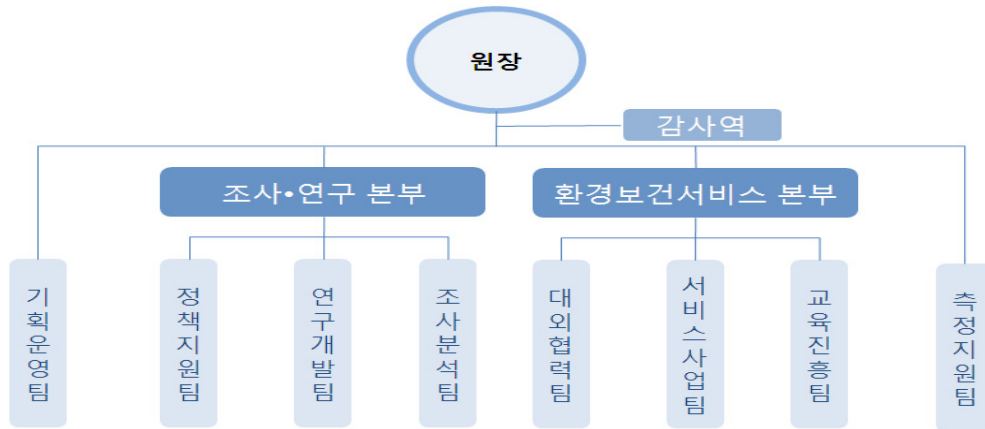 원장
감사역
조사•연구 본부
환경보건서비스 본부
기획운영팀
정책지원팀
연구개발팀
조사분석팀
대외협력팀
서비스사업팀
교육진흥팀
측정지원팀